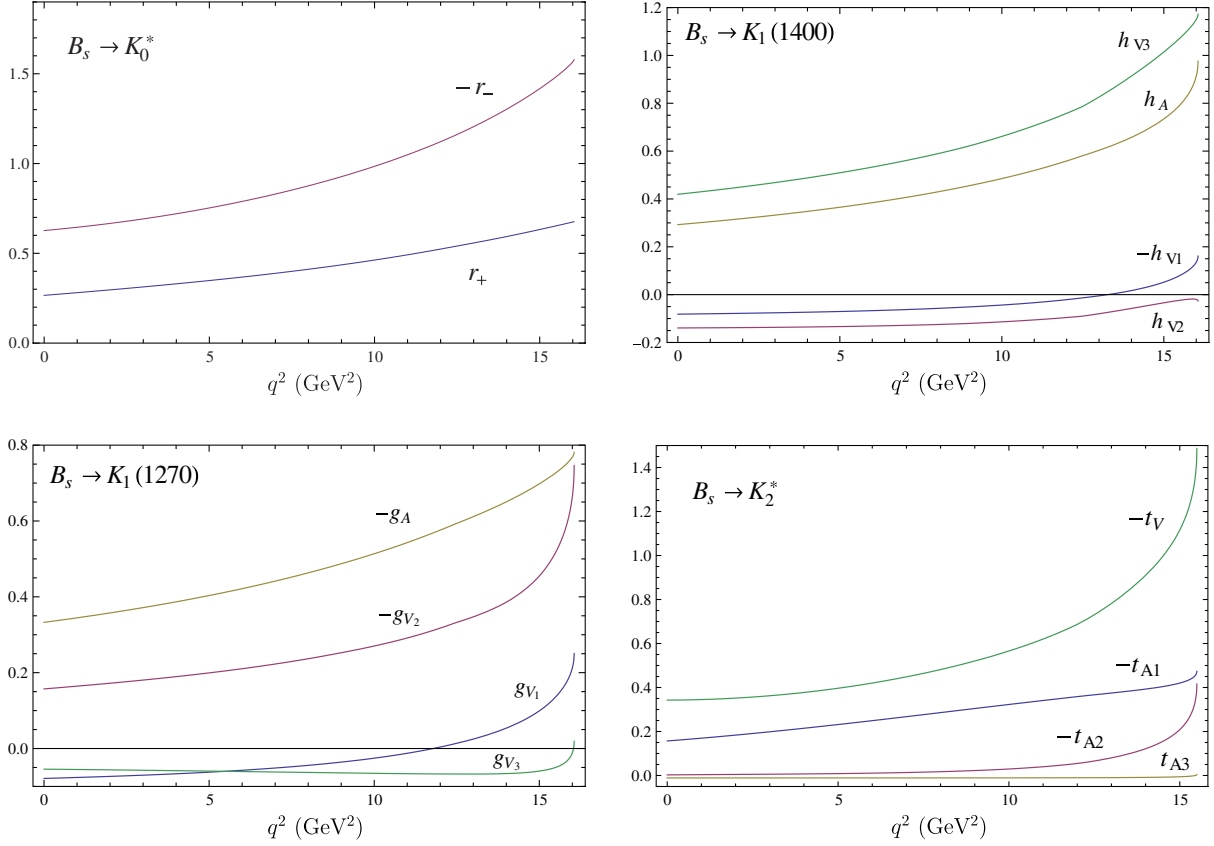 B_s → K_0^*
1.5
1.0
0.5
0.0
− r_−
r_+
0 5 10 15
q^2 (GeV^2)
B_s → K_1 (1400)
1.2
1.0
0.8
0.6
0.4
0.2
0.0
−0.2
h_V3
h_A
−h_V1
h_V2
0 5 10 15
q^2 (GeV^2)
B_s → K_1 (1270)
0.8
0.6
0.4
0.2
0.0
−g_A
−g_V_2
g_V_1
g_V_3
0 5 10 15
q^2 (GeV^2)
B_s → K_2^*
1.4
1.2
1.0
0.8
0.6
0.4
0.2
0.0
−t_V
−t_A1
−t_A2
t_A3
0 5 10 15
q^2 (GeV^2)